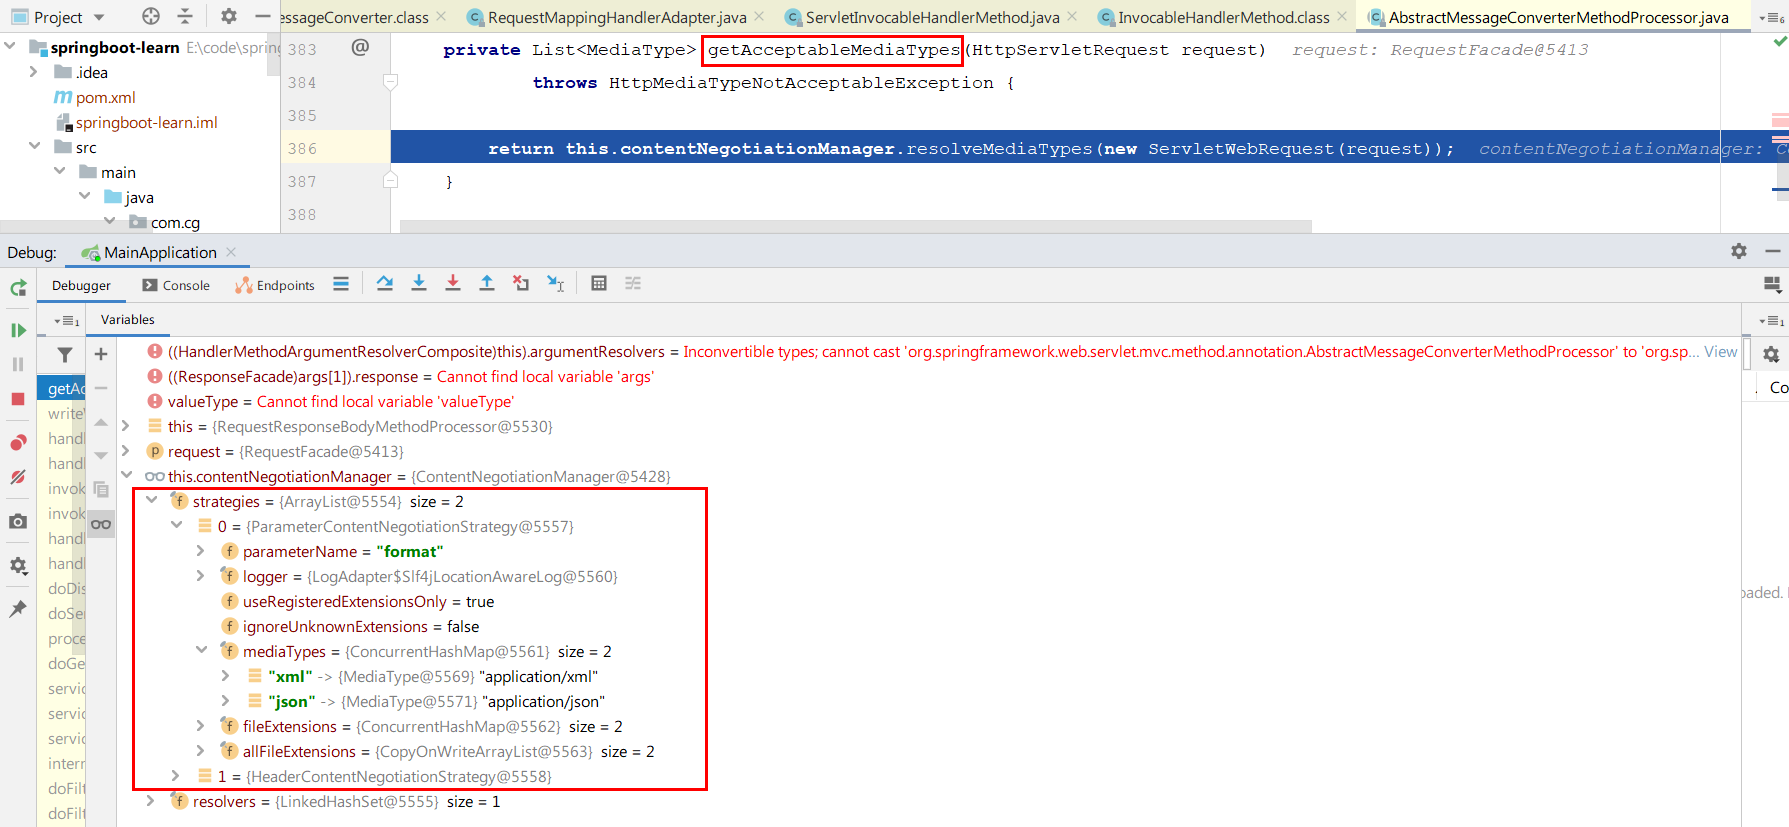 Project
essageConverter.class
RequestMappingHandlerAdapter.java
ServletInvocableHandlerMethod.java
InvocableHandlerMethod.class
AbstractMessageConverterMethodProcessor.java
6
springboot-learn E:\code\spring
.idea
pom.xml
springboot-learn.iml
src
main
java
com.cg
383 @ private List<MediaType> getAcceptableMediaTypes(HttpServletRequest request) request: RequestFacade@5413
384 throws HttpMediaTypeNotAcceptableException {
385
386 return this.contentNegotiationManager.resolveMediaTypes(new ServletWebRequest(request)); contentNegotiationManager: Co
387 }
388
Debug: MainApplication
Debugger Console Endpoints
1 Variables 1
((HandlerMethodArgumentResolverComposite)this).argumentResolvers = Inconvertible types; cannot cast 'org.springframework.web.servlet.mvc.method.annotation.AbstractMessageConverterMethodProcessor' to 'org.sp... View
((ResponseFacade)args[1]).response = Cannot find local variable 'args'
valueType = Cannot find local variable 'valueType'
this = {RequestResponseBodyMethodProcessor@5530}
request = {RequestFacade@5413}
this.contentNegotiationManager = {ContentNegotiationManager@5428}
strategies = {ArrayList@5554} size = 2
0 = {ParameterContentNegotiationStrategy@5557}
parameterName = "format"
logger = {LogAdapter$Slf4jLocationAwareLog@5560}
useRegisteredExtensionsOnly = true
ignoreUnknownExtensions = false
mediaTypes = {ConcurrentHashMap@5561} size = 2
"xml" -> {MediaType@5569} "application/xml"
"json" -> {MediaType@5571} "application/json"
fileExtensions = {ConcurrentHashMap@5562} size = 2
allFileExtensions = {CopyOnWriteArrayList@5563} size = 2
1 = {HeaderContentNegotiationStrategy@5558}
resolvers = {LinkedHashSet@5555} size = 1
getAc
write
handl
handl
invok
invok
handl
handl
doDis
doSer
proce
doGe
servic
servic
servic
intern
doFilt
doFilt
Co
oaded.